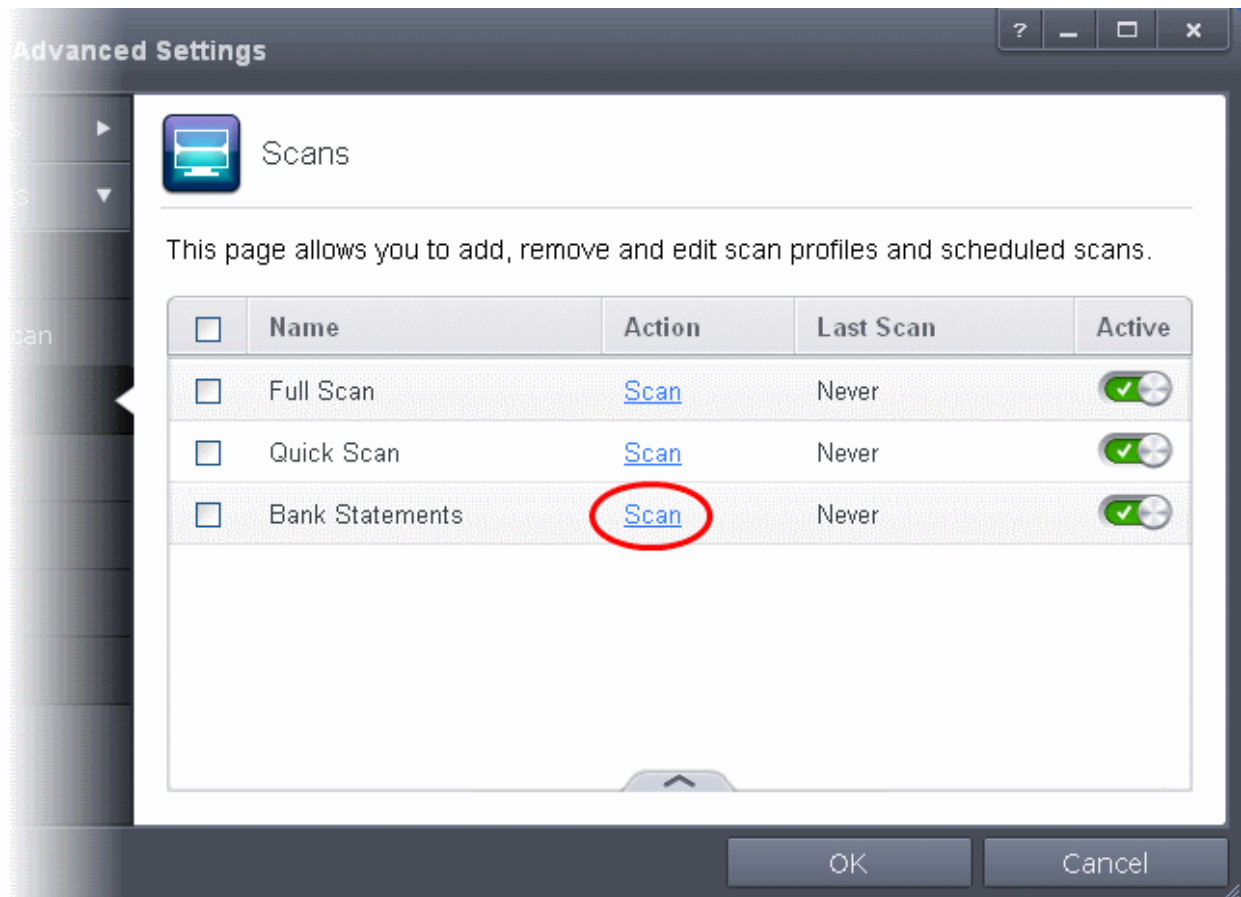 Advanced Settings
?
Scans
This page allows you to add, remove and edit scan profiles and scheduled scans.
Name Action Last Scan Active
can
Full Scan Scan Never
Quick Scan Scan Never
Bank Statements Scan Never
OK Cancel